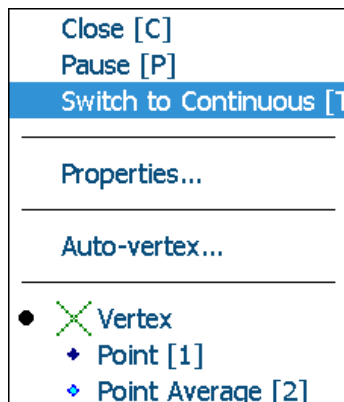 Close [C]
Pause [P]
Switch to Continuous [T
Properties...
Auto-vertex...
Vertex
Point [1]
Point Average [2]